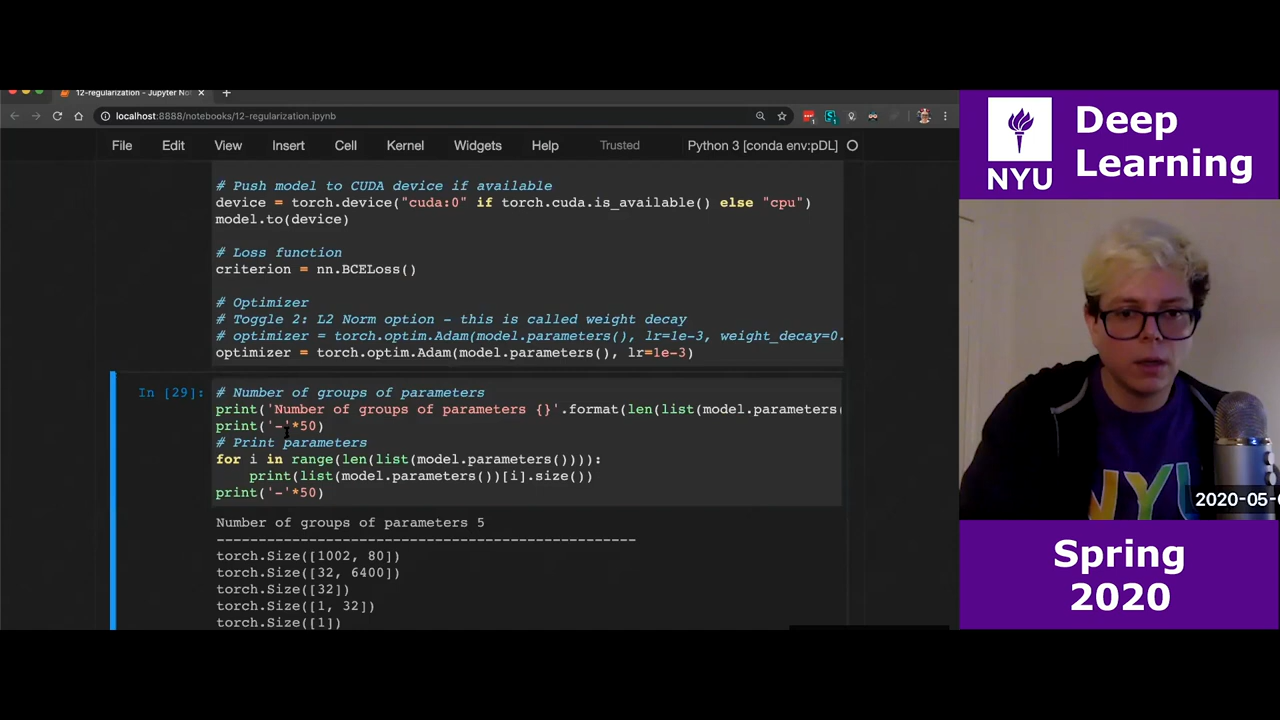 12-regularization - Jupyter No
localhost:8888/notebooks/12-regularization.ipynb
File Edit View Insert Cell Kernel Widgets Help Trusted Python 3 [conda env:pDL]
# Push model to CUDA device if available
device = torch.device("cuda:0" if torch.cuda.is_available() else "cpu")
model.to(device)
# Loss function
criterion = nn.BCELoss()
# Optimizer
# Toggle 2: L2 Norm option - this is called weight decay
# optimizer = torch.optim.Adam(model.parameters(), lr=1e-3, weight_decay=0.
optimizer = torch.optim.Adam(model.parameters(), lr=1e-3)
In [29]:
# Number of groups of parameters
print('Number of groups of parameters {}'.format(len(list(model.parameters(
print('-'*50)
# Print parameters
for i in range(len(list(model.parameters()))):
print(list(model.parameters())[i].size())
print('-'*50)
Number of groups of parameters 5
--------------------------------------------------
torch.Size([1002, 80])
torch.Size([32, 6400])
torch.Size([32])
torch.Size([1, 32])
torch.Size([1])
NYU
Deep
Learning
NYU
2020-05-
Spring
2020